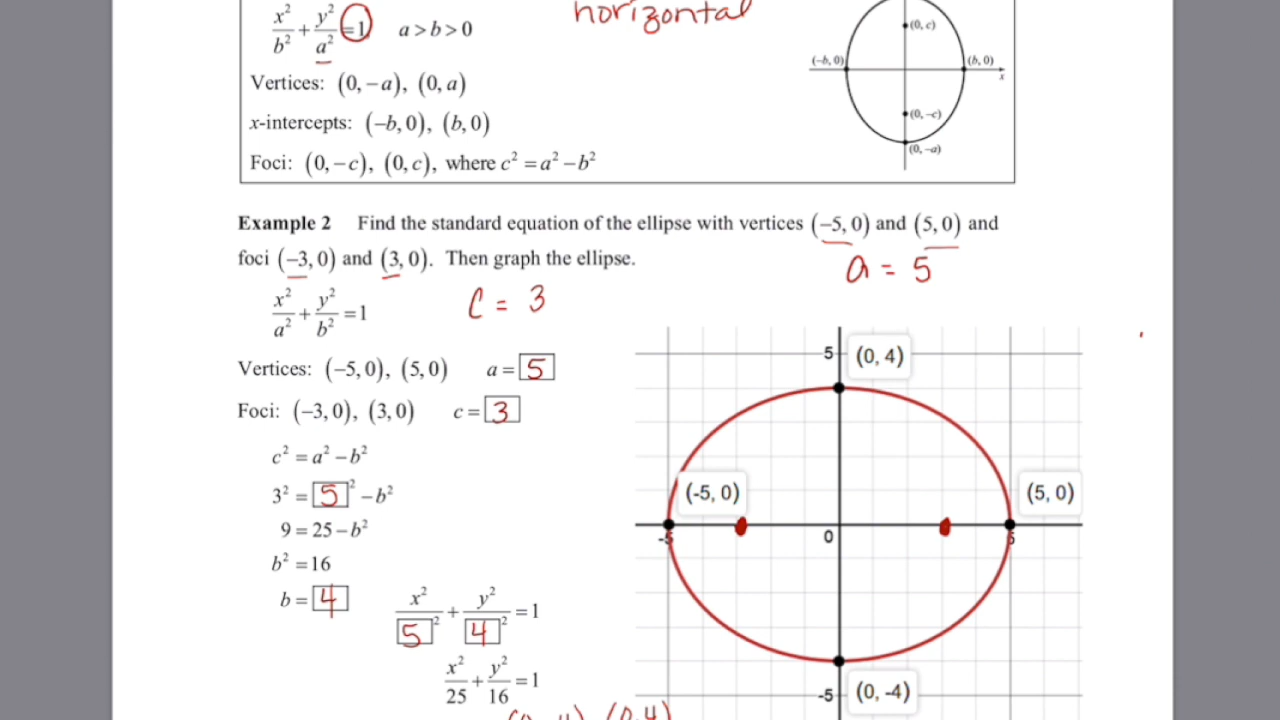 x²/b² + y²/a² = 1 a > b > 0
horizontal
(0, c)
(−b, 0) (b, 0)
x
Vertices: (0, −a), (0, a)
x-intercepts: (−b, 0), (b, 0)
(0, −c)
Foci: (0, −c), (0, c), where c² = a² − b²
(0, −a)
Example 2 Find the standard equation of the ellipse with vertices (−5, 0) and (5, 0) and
foci (−3, 0) and (3, 0). Then graph the ellipse.
a = 5
x²/a² + y²/b² = 1
c = 3
Vertices: (−5, 0), (5, 0) a = 5
Foci: (−3, 0), (3, 0) c = 3
c² = a² − b²
3² = 5² − b²
9 = 25 − b²
b² = 16
b = 4
x²/5² + y²/4² = 1
x²/25 + y²/16 = 1
5 (0, 4)
(-5, 0) (5, 0)
-5 0 5
-5 (0, -4)
(0,4)